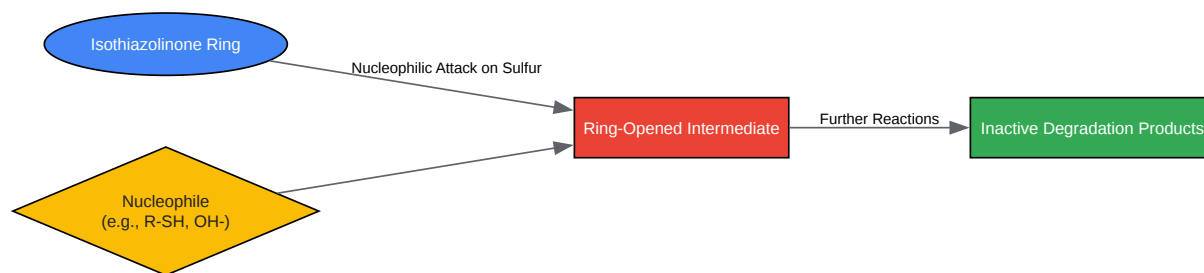 Isothiazolinone Ring
Nucleophilic Attack on Sulfur
Ring-Opened Intermediate
Further Reactions
Inactive Degradation Products
Nucleophile
(e.g., R-SH, OH-)